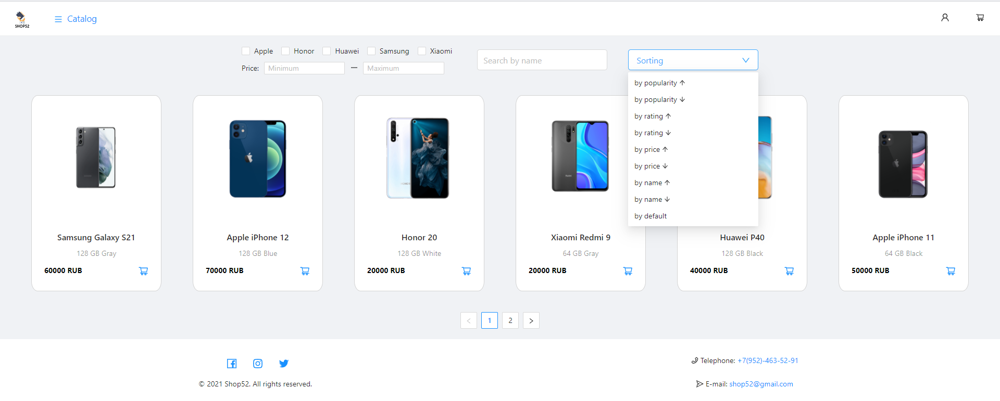 SHOP52
Catalog
Apple Honor Huawei Samsung Xiaomi
Price: Minimum — Maximum
Search by name
Sorting
by popularity ↑
by popularity ↓
by rating ↑
by rating ↓
by price ↑
by price ↓
by name ↑
by name ↓
by default
Samsung Galaxy S21
128 GB Gray
60000 RUB
Apple iPhone 12
128 GB Blue
70000 RUB
Honor 20
128 GB White
20000 RUB
Xiaomi Redmi 9
64 GB Gray
20000 RUB
Huawei P40
128 GB Black
40000 RUB
Apple iPhone 11
64 GB Black
50000 RUB
< 1 2 >
© 2021 Shop52. All rights reserved.
Telephone: +7(952)-463-52-91
E-mail: shop52@gmail.com